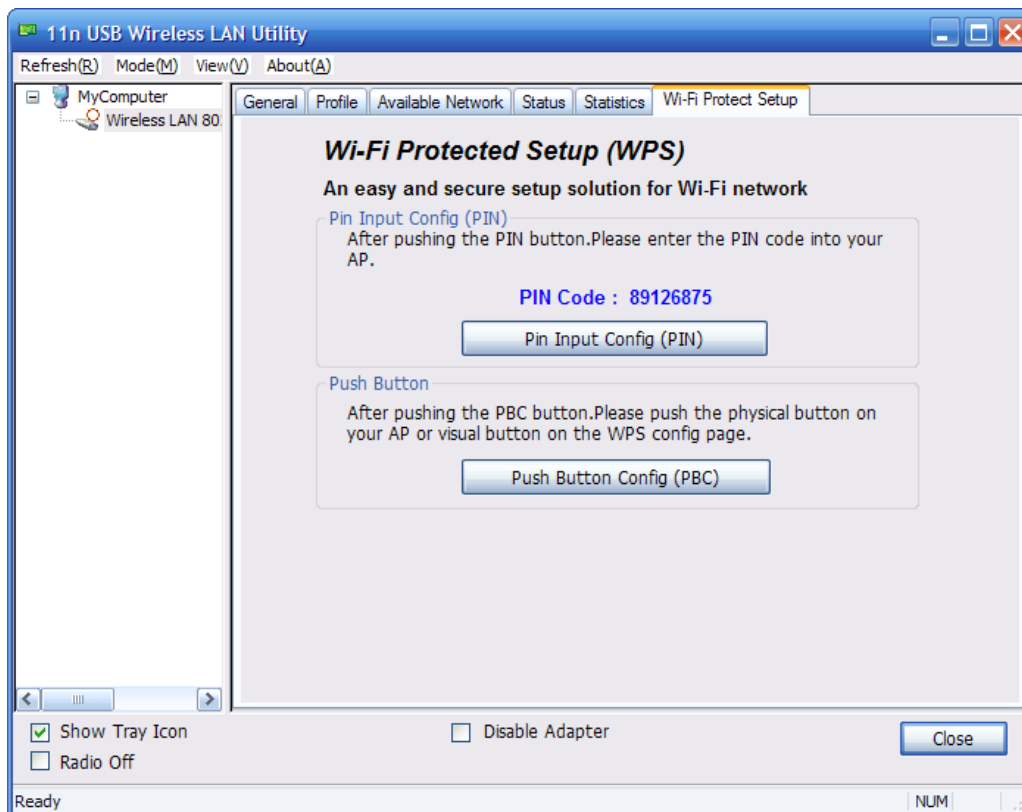 11n USB Wireless LAN Utility
Refresh(R) Mode(M) View(V) About(A)
MyComputer
Wireless LAN 80
General Profile Available Network Status Statistics Wi-Fi Protect Setup
Wi-Fi Protected Setup (WPS)
An easy and secure setup solution for Wi-Fi network
Pin Input Config (PIN)
After pushing the PIN button.Please enter the PIN code into your
AP.
PIN Code : 89126875
Pin Input Config (PIN)
Push Button
After pushing the PBC button.Please push the physical button on
your AP or visual button on the WPS config page.
Push Button Config (PBC)
Show Tray Icon
Disable Adapter
Close
Radio Off
Ready
NUM